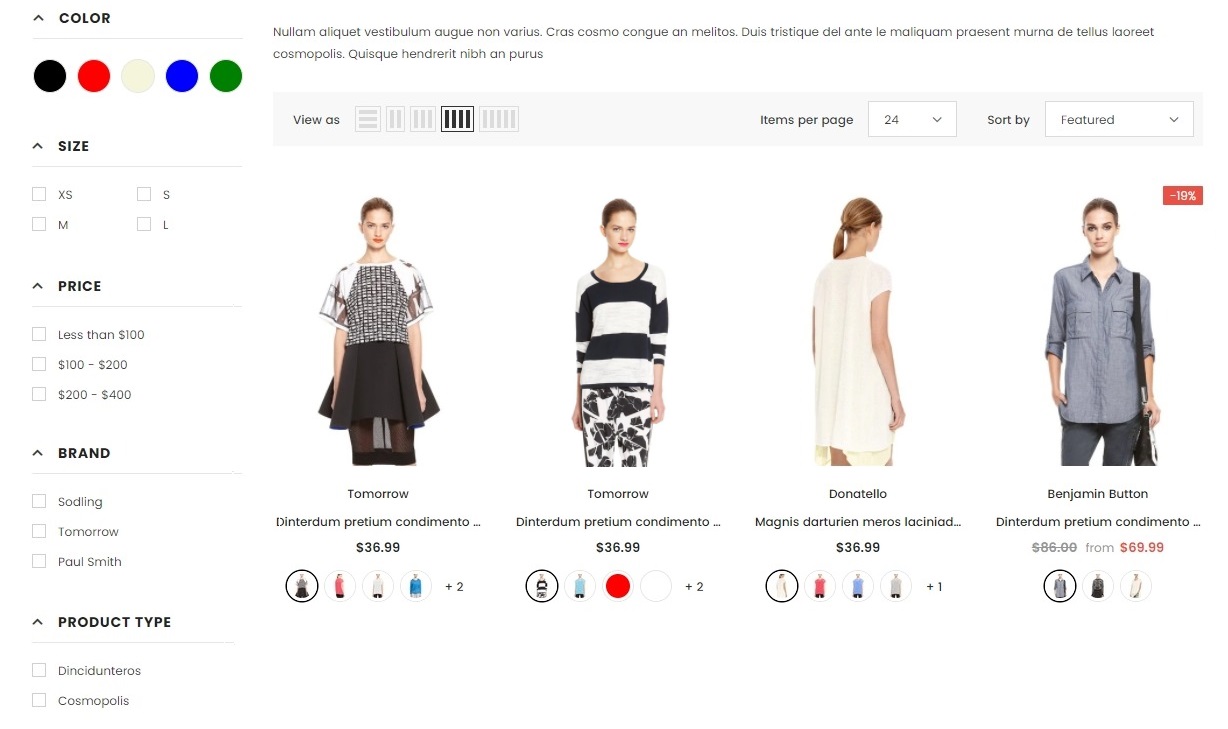 COLOR
SIZE
XS
S
M
L
PRICE
Less than $100
$100 - $200
$200 - $400
BRAND
Sodling
Tomorrow
Paul Smith
PRODUCT TYPE
Dincidunteros
Cosmopolis
Nullam aliquet vestibulum augue non varius. Cras cosmo congue an melitos. Duis tristique del ante le maliquam praesent murna de tellus laoreet
cosmopolis. Quisque hendrerit nibh an purus
View as
Items per page
24
Sort by
Featured
Tomorrow
Dinterdum pretium condimento ...
$36.99
+ 2
Tomorrow
Dinterdum pretium condimento ...
$36.99
+ 2
Donatello
Magnis darturien meros laciniad...
$36.99
+ 1
-19%
Benjamin Button
Dinterdum pretium condimento ...
$86.00 from $69.99